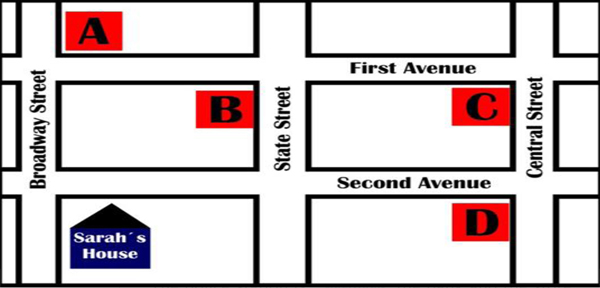 A
First Avenue
Broadway Street
B
State Street
C
Central Street
Second Avenue
Sarah´s
House
D